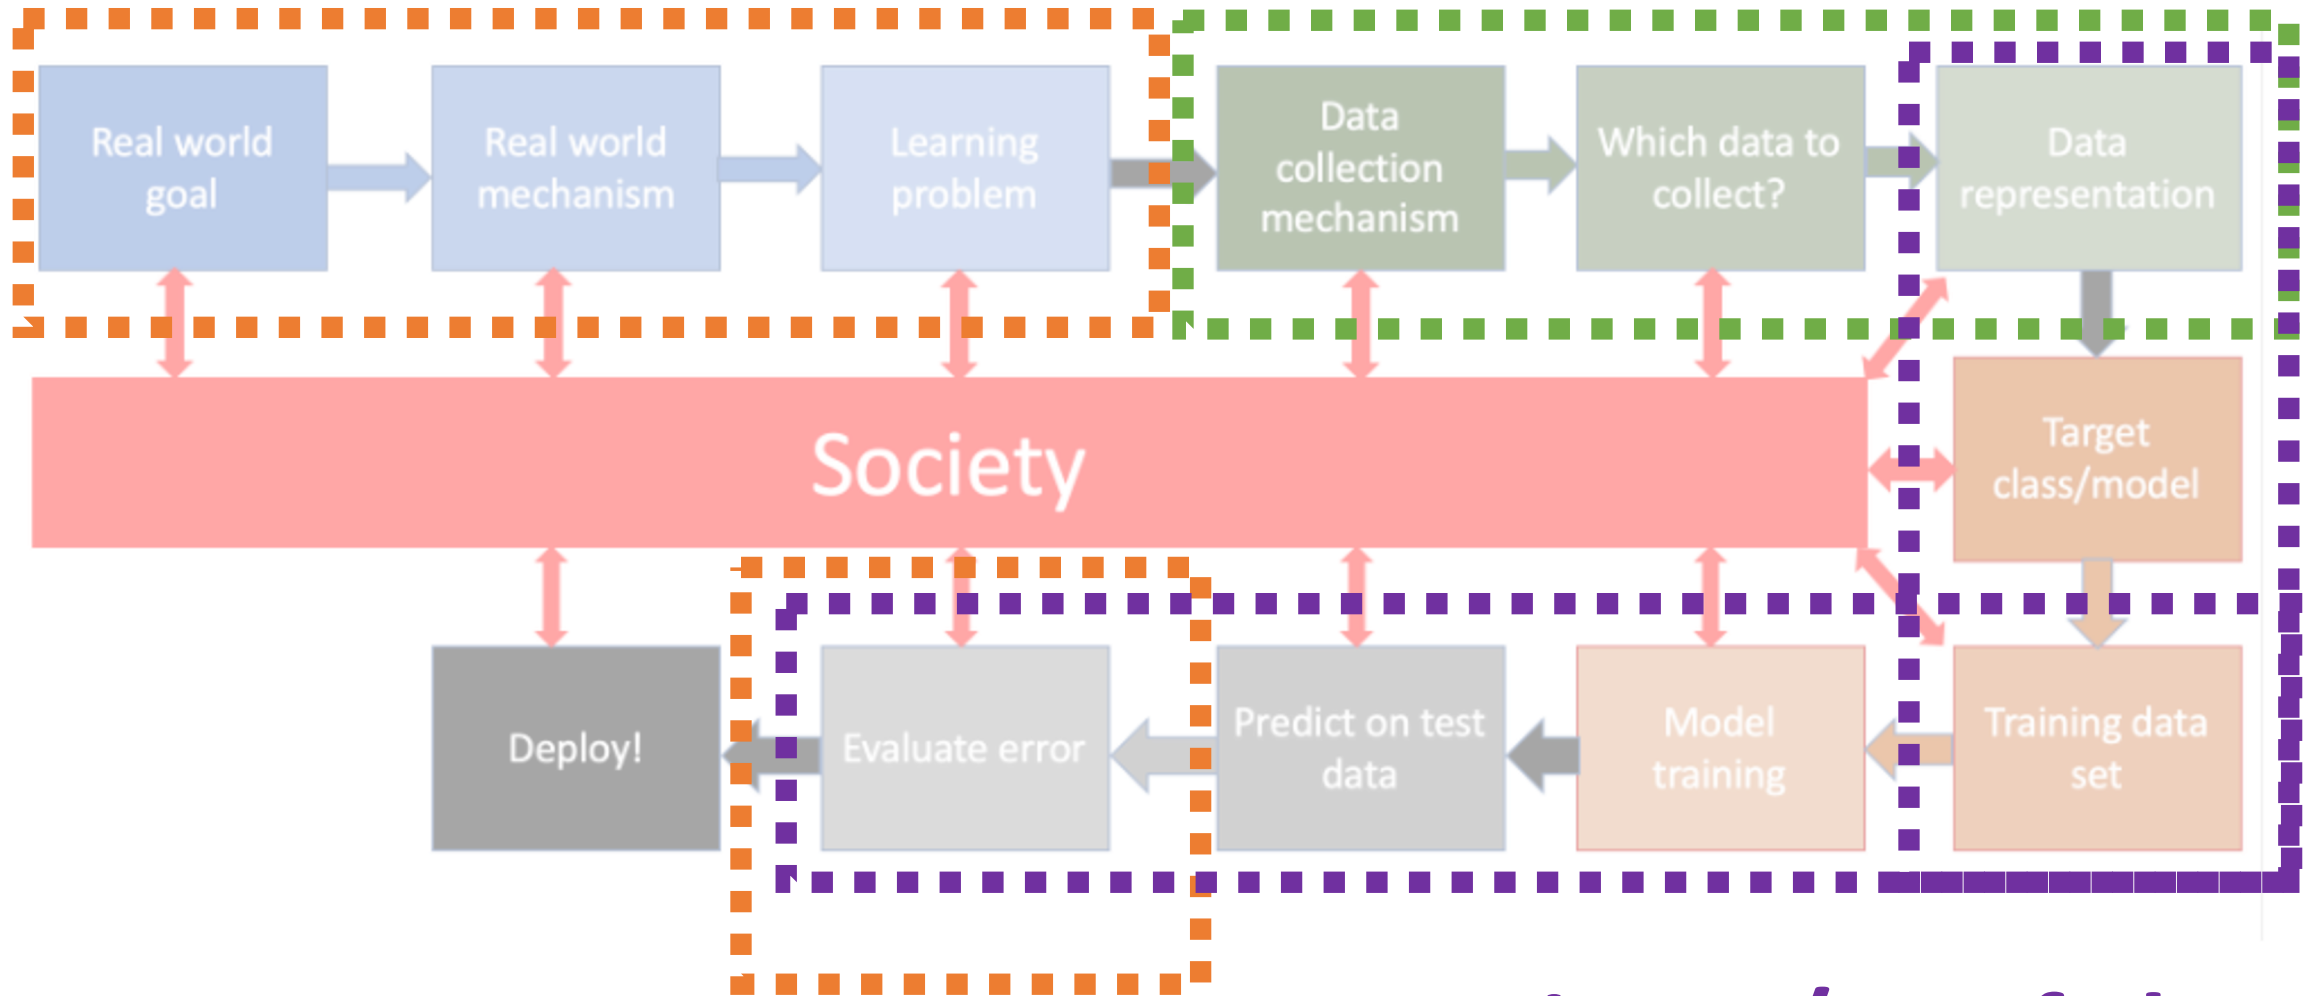 Real world
goal
Real world
mechanism
Learning
problem
Data
collection
mechanism
Which data to
collect?
Data
representation
Society
Target
class/model
Deploy!
Evaluate error
Predict on test
data
Model
training
Training data
set